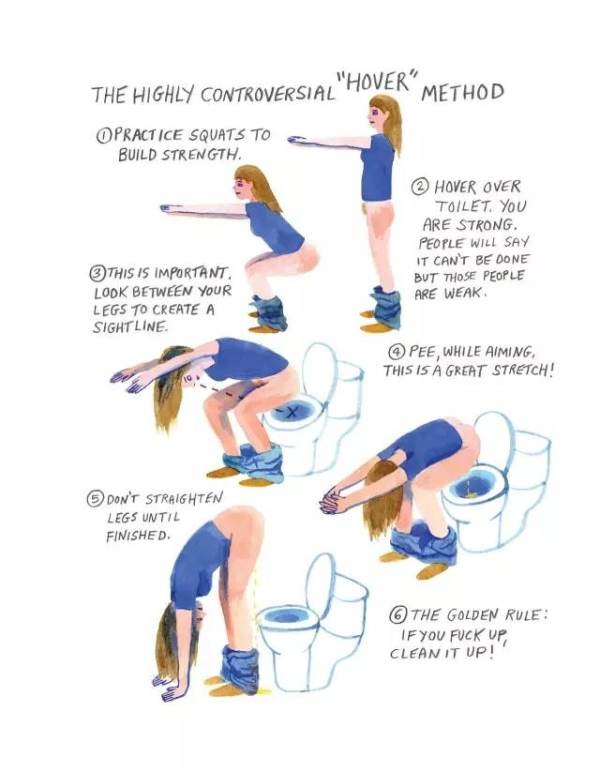 THE HIGHLY CONTROVERSIAL "HOVER" METHOD
① PRACTICE SQUATS TO
BUILD STRENGTH.
② HOVER OVER
TOILET. YOU
ARE STRONG.
PEOPLE WILL SAY
IT CAN'T BE DONE
BUT THOSE PEOPLE
ARE WEAK.
③ THIS IS IMPORTANT.
LOOK BETWEEN YOUR
LEGS TO CREATE A
SIGHTLINE.
④ PEE, WHILE AIMING,
THIS IS A GREAT STRETCH!
⑤ DON'T STRAIGHTEN
LEGS UNTIL
FINISHED.
⑥ THE GOLDEN RULE:
IF YOU FUCK UP,
CLEAN IT UP!